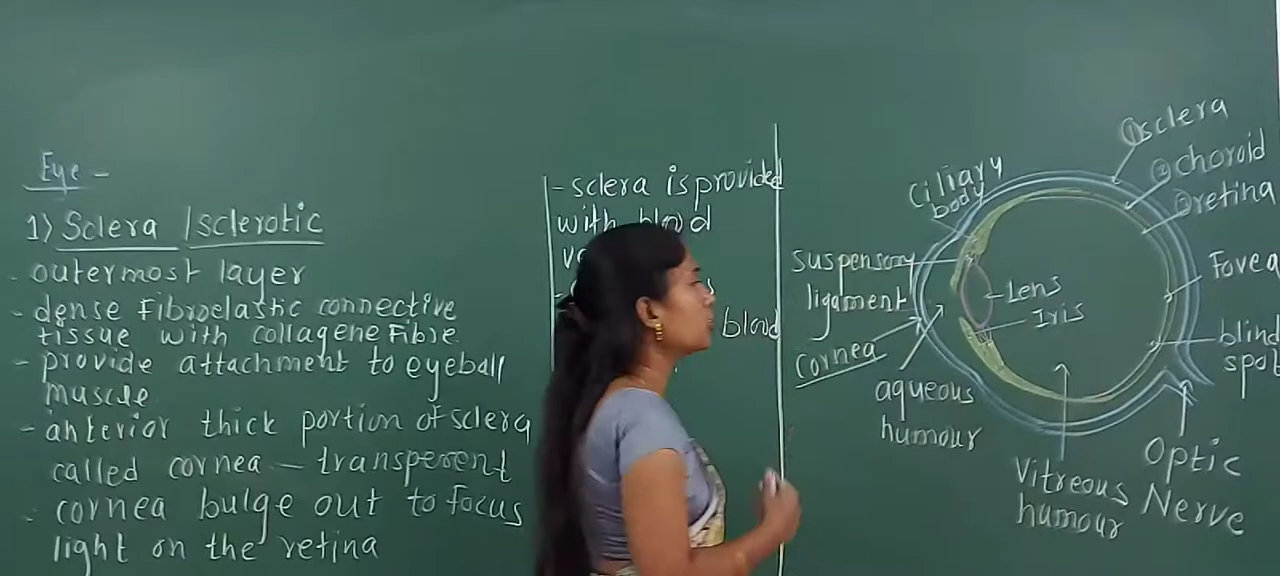 Eye -
1) Sclera / sclerotic
- outermost layer
- dense Fibroelastic connective
tissue with collagene Fibre.
- provide attachment to eyeball
muscle.
- anterior thick portion of sclera
called cornea - transperent
- cornea bulge out to focus
light on the retina
- sclera is provided
with blood
blood
ciliary
body
suspensory
ligament
cornea
aqueous
humour
Lens
Iris
Vitreous
humour
① sclera
② choroid
③ retina
Fovea
blind
spot
Optic
Nerve